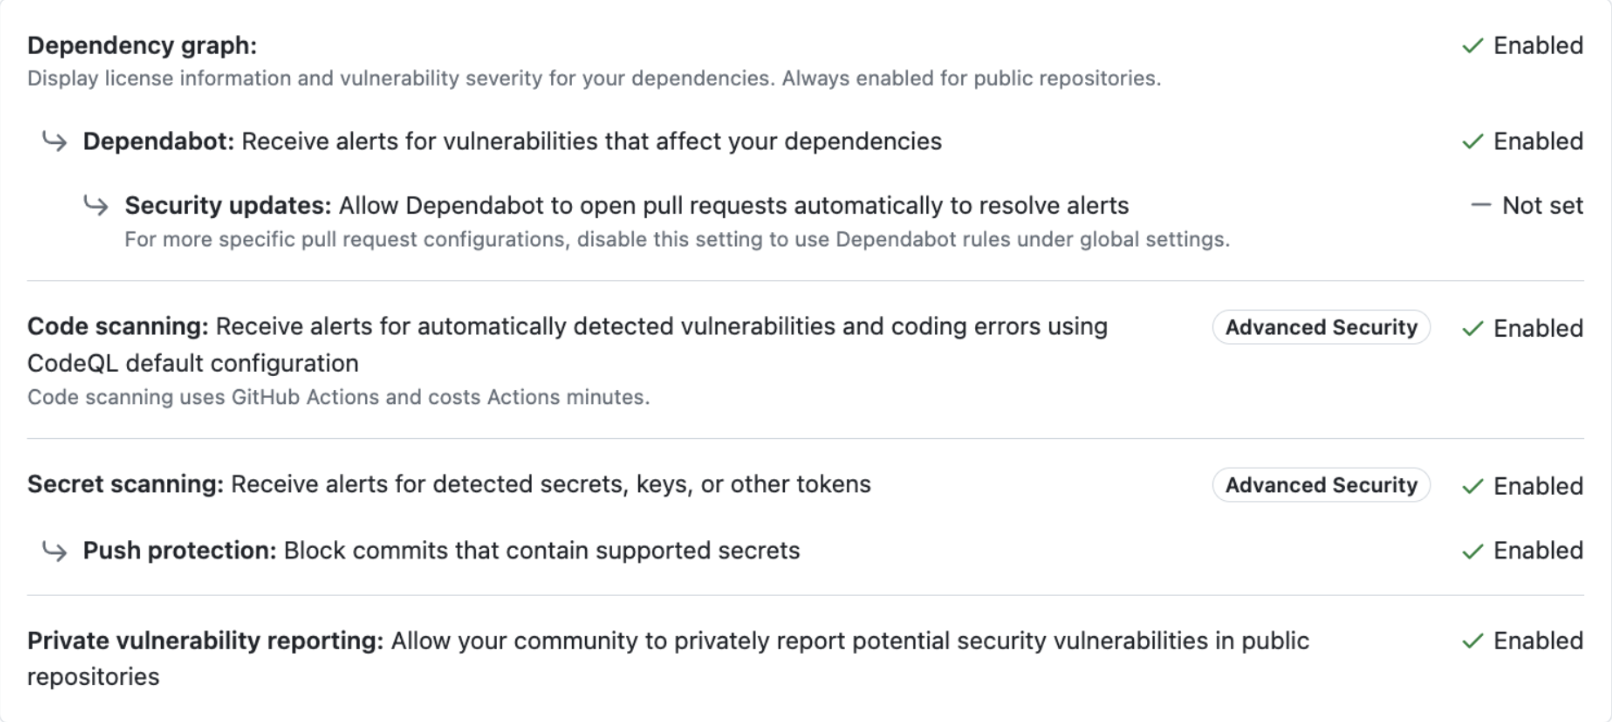 Dependency graph: Enabled
Display license information and vulnerability severity for your dependencies. Always enabled for public repositories.
Dependabot: Receive alerts for vulnerabilities that affect your dependencies Enabled
Security updates: Allow Dependabot to open pull requests automatically to resolve alerts Not set
For more specific pull request configurations, disable this setting to use Dependabot rules under global settings.
Code scanning: Receive alerts for automatically detected vulnerabilities and coding errors using Advanced Security Enabled
CodeQL default configuration
Code scanning uses GitHub Actions and costs Actions minutes.
Secret scanning: Receive alerts for detected secrets, keys, or other tokens Advanced Security Enabled
Push protection: Block commits that contain supported secrets Enabled
Private vulnerability reporting: Allow your community to privately report potential security vulnerabilities in public Enabled
repositories